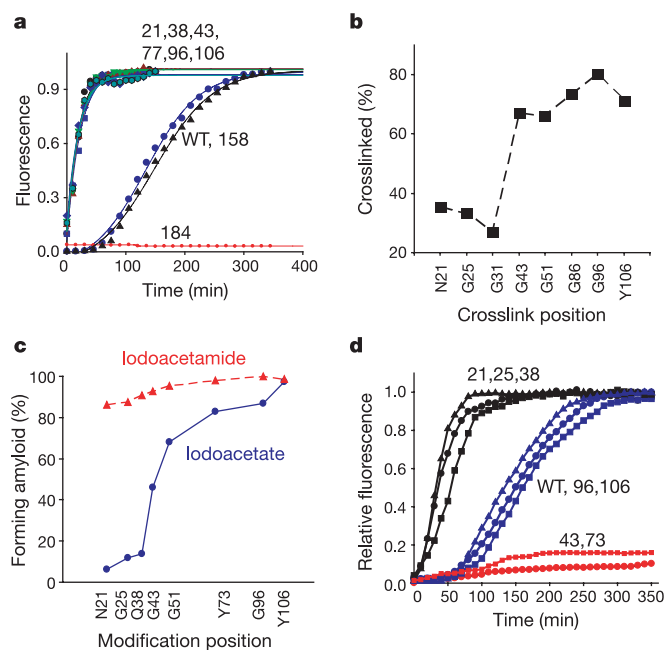 a
21,38,43,
77,96,106
Fluorescence
0.9
0.6
0.3
0.0
WT, 158
184
0 100 200 300 400
Time (min)
b
Crosslinked (%)
80
60
40
20
N21 G25 G31 G43 G51 G86 G96 Y106
Crosslink position
c
Iodoacetamide
Iodoacetate
Forming amyloid (%)
100
80
60
40
20
0
N21 G25 Q38 G43 G51 Y73 G96 Y106
Modification position
d
21,25,38
Relative fluorescence
1.0
0.8
0.6
0.4
0.2
0.0
WT, 96,106
43,73
0 50 100 150 200 250 300 350
Time (min)